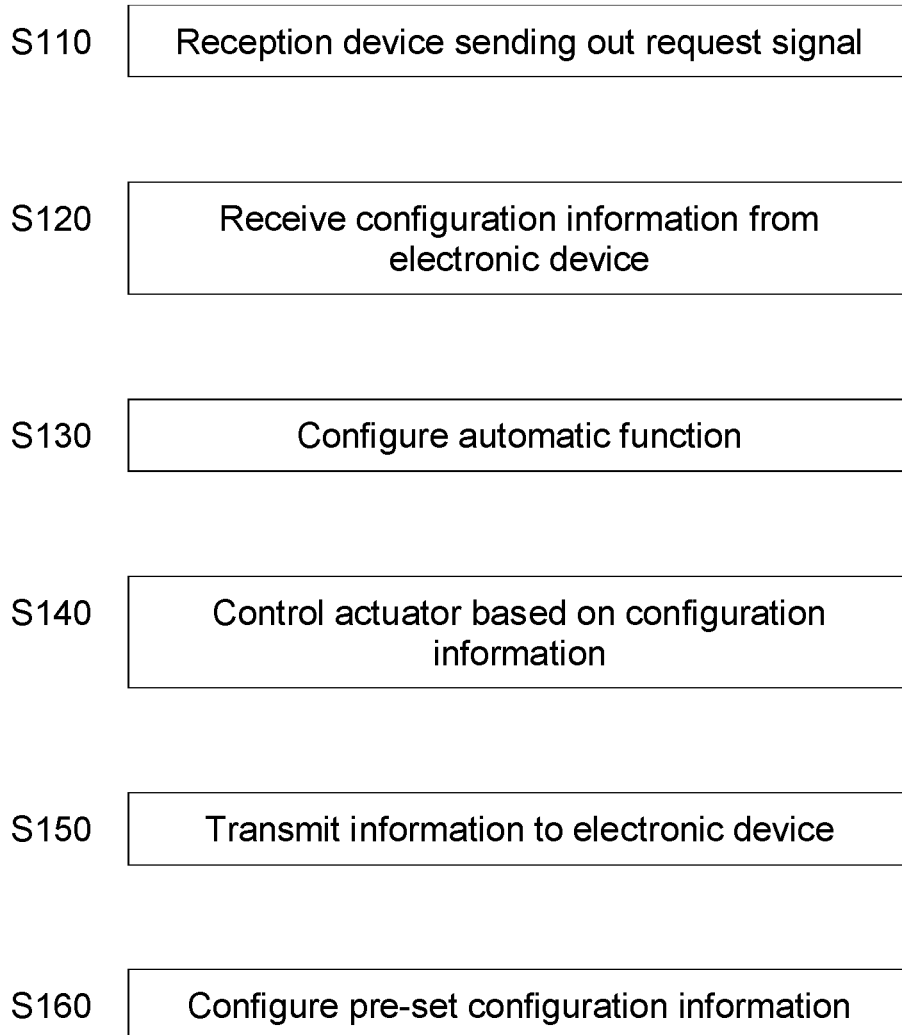 S110 Reception device sending out request signal
S120 Receive configuration information from
electronic device
S130 Configure automatic function
S140 Control actuator based on configuration
information
S150 Transmit information to electronic device
S160 Configure pre-set configuration information